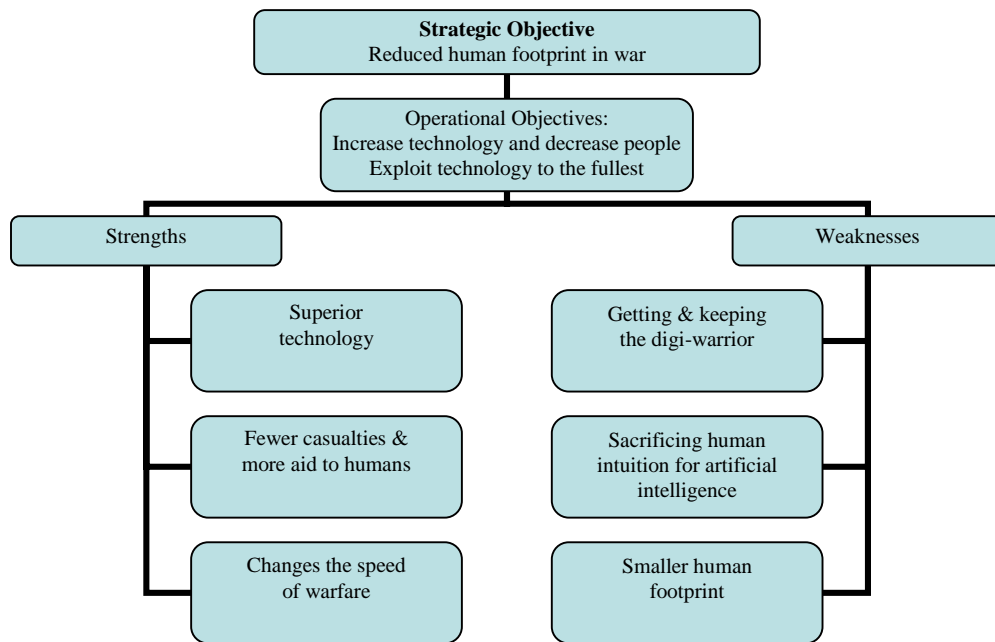 Strategic Objective
Reduced human footprint in war
Operational Objectives:
Increase technology and decrease people
Exploit technology to the fullest
Strengths
Weaknesses
Superior
technology
Getting & keeping
the digi-warrior
Fewer casualties &
more aid to humans
Sacrificing human
intuition for artificial
intelligence
Changes the speed
of warfare
Smaller human
footprint